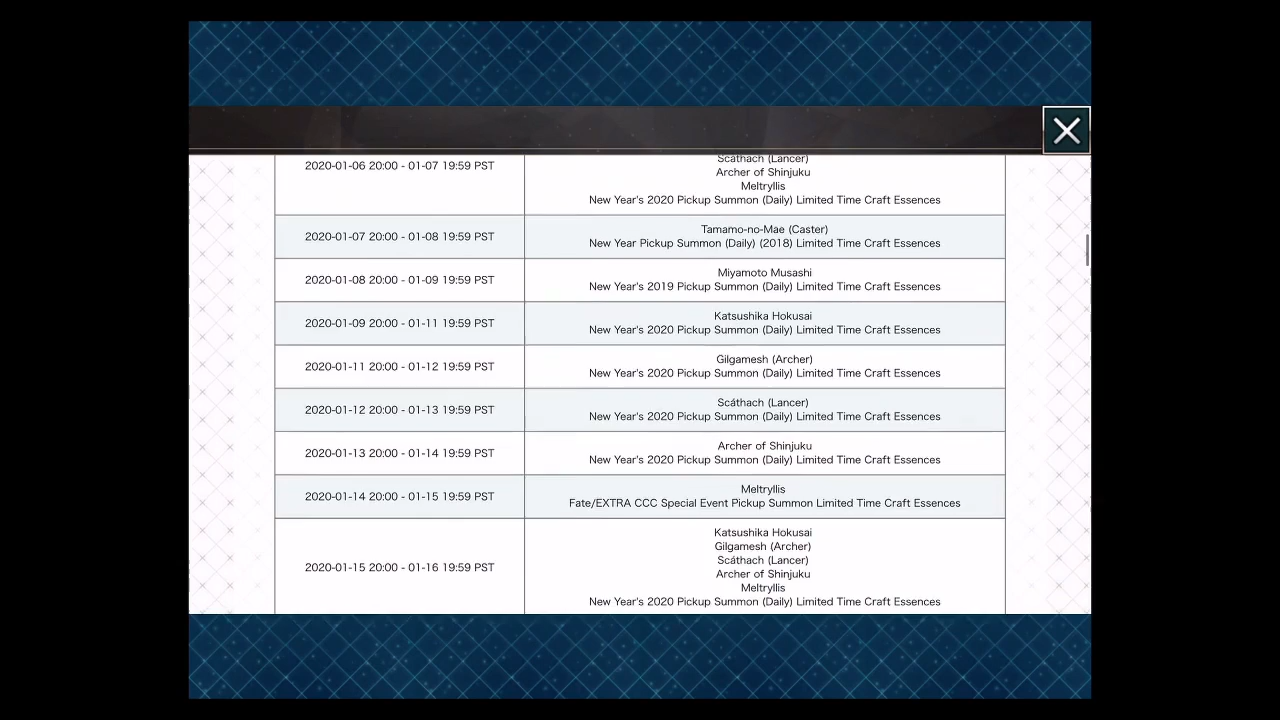 Scáthach (Lancer)
2020-01-06 20:00 - 01-07 19:59 PST
Archer of Shinjuku
Meltryllis
New Year's 2020 Pickup Summon (Daily) Limited Time Craft Essences
2020-01-07 20:00 - 01-08 19:59 PST
Tamamo-no-Mae (Caster)
New Year Pickup Summon (Daily) (2018) Limited Time Craft Essences
2020-01-08 20:00 - 01-09 19:59 PST
Miyamoto Musashi
New Year's 2019 Pickup Summon (Daily) Limited Time Craft Essences
2020-01-09 20:00 - 01-11 19:59 PST
Katsushika Hokusai
New Year's 2020 Pickup Summon (Daily) Limited Time Craft Essences
2020-01-11 20:00 - 01-12 19:59 PST
Gilgamesh (Archer)
New Year's 2020 Pickup Summon (Daily) Limited Time Craft Essences
2020-01-12 20:00 - 01-13 19:59 PST
Scáthach (Lancer)
New Year's 2020 Pickup Summon (Daily) Limited Time Craft Essences
2020-01-13 20:00 - 01-14 19:59 PST
Archer of Shinjuku
New Year's 2020 Pickup Summon (Daily) Limited Time Craft Essences
2020-01-14 20:00 - 01-15 19:59 PST
Meltryllis
Fate/EXTRA CCC Special Event Pickup Summon Limited Time Craft Essences
2020-01-15 20:00 - 01-16 19:59 PST
Katsushika Hokusai
Gilgamesh (Archer)
Scáthach (Lancer)
Archer of Shinjuku
Meltryllis
New Year's 2020 Pickup Summon (Daily) Limited Time Craft Essences